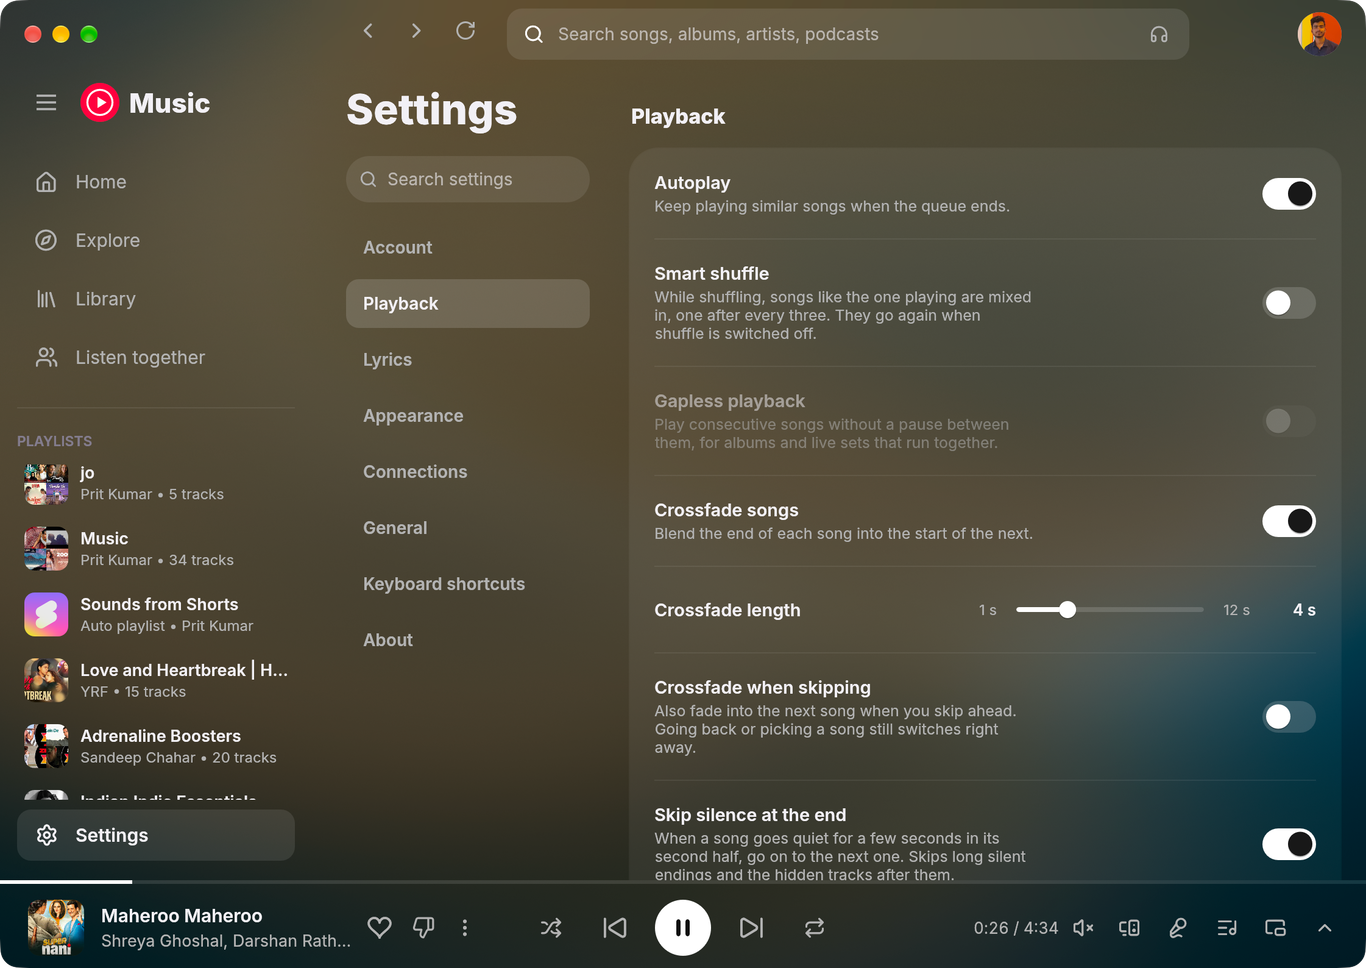 Search songs, albums, artists, podcasts
Music
Home
Explore
Library
Listen together
PLAYLISTS
jo
Prit Kumar • 5 tracks
Music
Prit Kumar • 34 tracks
Sounds from Shorts
Auto playlist • Prit Kumar
Love and Heartbreak | H...
YRF • 15 tracks
Adrenaline Boosters
Sandeep Chahar • 20 tracks
Indian Indie Essentials
Settings
Settings
Search settings
Account
Playback
Lyrics
Appearance
Connections
General
Keyboard shortcuts
About
Playback
Autoplay
Keep playing similar songs when the queue ends.
Smart shuffle
While shuffling, songs like the one playing are mixed
in, one after every three. They go again when
shuffle is switched off.
Gapless playback
Play consecutive songs without a pause between
them, for albums and live sets that run together.
Crossfade songs
Blend the end of each song into the start of the next.
Crossfade length
1 s
12 s
4 s
Crossfade when skipping
Also fade into the next song when you skip ahead.
Going back or picking a song still switches right
away.
Skip silence at the end
When a song goes quiet for a few seconds in its
second half, go on to the next one. Skips long silent
endings and the hidden tracks after them.
SUPER
nani
Maheroo Maheroo
Shreya Ghoshal, Darshan Rath...
0:26 / 4:34